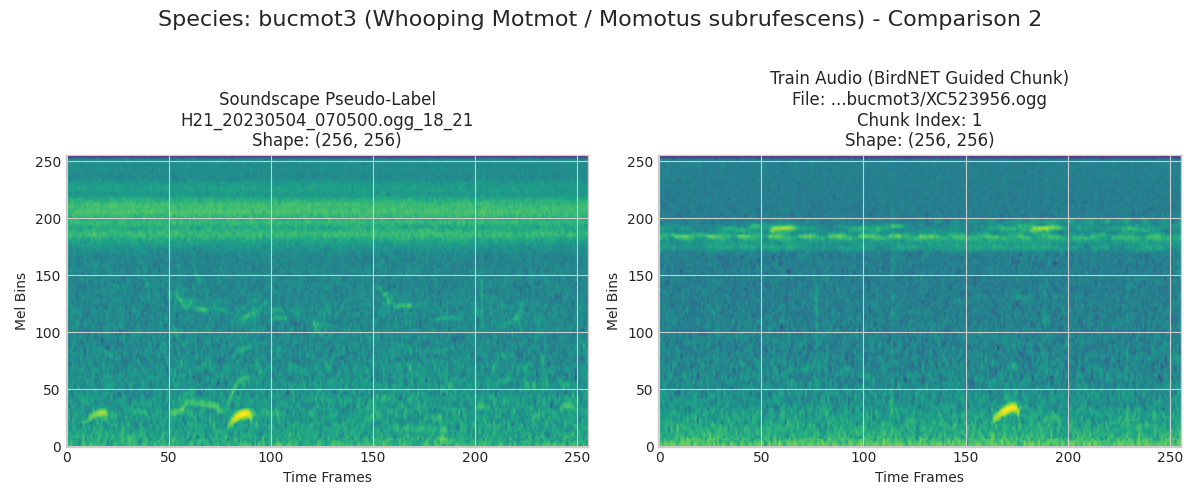 Species: bucmot3 (Whooping Motmot / Momotus subrufescens) - Comparison 2
Soundscape Pseudo-Label
H21_20230504_070500.ogg_18_21
Shape: (256, 256)
250
200
150
100
50
0
Mel Bins
0 50 100 150 200 250
Time Frames
Train Audio (BirdNET Guided Chunk)
File: ...bucmot3/XC523956.ogg
Chunk Index: 1
Shape: (256, 256)
250
200
150
100
50
0
Mel Bins
0 50 100 150 200 250
Time Frames